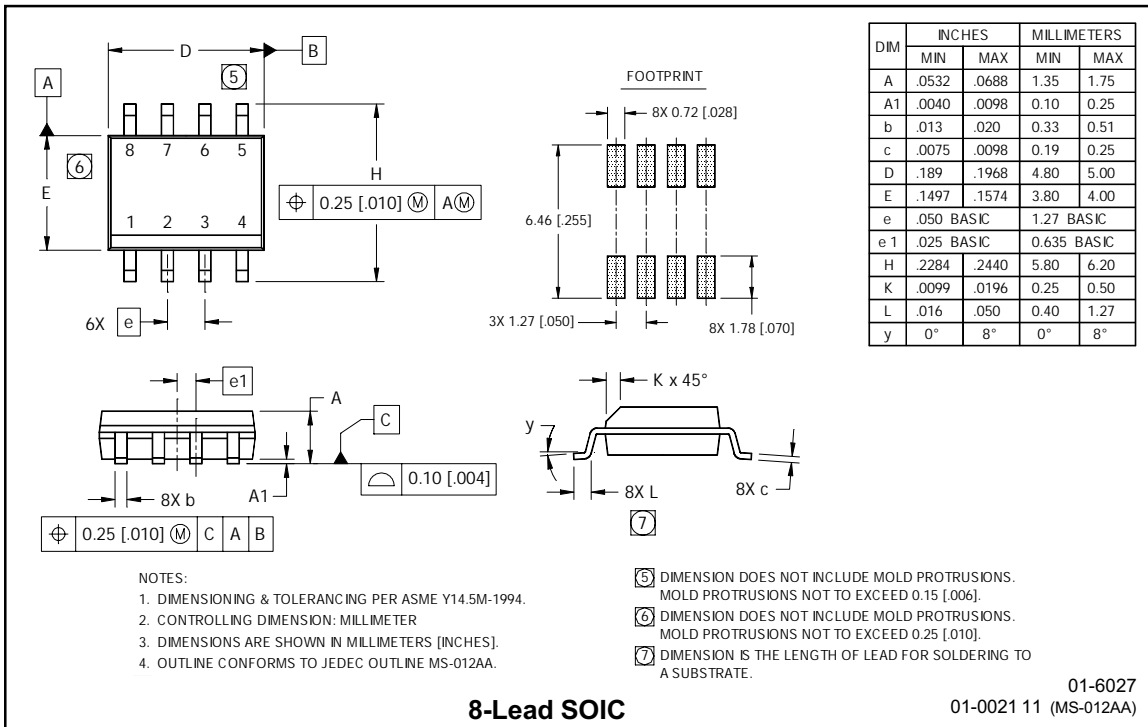 D
B
5
A
8 7 6 5
6
E
H
⌖ 0.25 [.010] Ⓜ A Ⓜ
1 2 3 4
6X e
FOOTPRINT
8X 0.72 [.028]
6.46 [.255]
3X 1.27 [.050]
8X 1.78 [.070]
DIM INCHES MILLIMETERS
MIN MAX MIN MAX
A .0532 .0688 1.35 1.75
A1 .0040 .0098 0.10 0.25
b .013 .020 0.33 0.51
c .0075 .0098 0.19 0.25
D .189 .1968 4.80 5.00
E .1497 .1574 3.80 4.00
e .050 BASIC 1.27 BASIC
e 1 .025 BASIC 0.635 BASIC
H .2284 .2440 5.80 6.20
K .0099 .0196 0.25 0.50
L .016 .050 0.40 1.27
y 0° 8° 0° 8°
e1
A
C
0.10 [.004]
8X b
A1
⌖ 0.25 [.010] Ⓜ C A B
K x 45°
y
8X L
8X c
7
NOTES:
1. DIMENSIONING & TOLERANCING PER ASME Y14.5M-1994.
2. CONTROLLING DIMENSION: MILLIMETER
3. DIMENSIONS ARE SHOWN IN MILLIMETERS [INCHES].
4. OUTLINE CONFORMS TO JEDEC OUTLINE MS-012AA.
5 DIMENSION DOES NOT INCLUDE MOLD PROTRUSIONS.
MOLD PROTRUSIONS NOT TO EXCEED 0.15 [.006].
6 DIMENSION DOES NOT INCLUDE MOLD PROTRUSIONS.
MOLD PROTRUSIONS NOT TO EXCEED 0.25 [.010].
7 DIMENSION IS THE LENGTH OF LEAD FOR SOLDERING TO
A SUBSTRATE.
8-Lead SOIC
01-6027
01-0021 11 (MS-012AA)